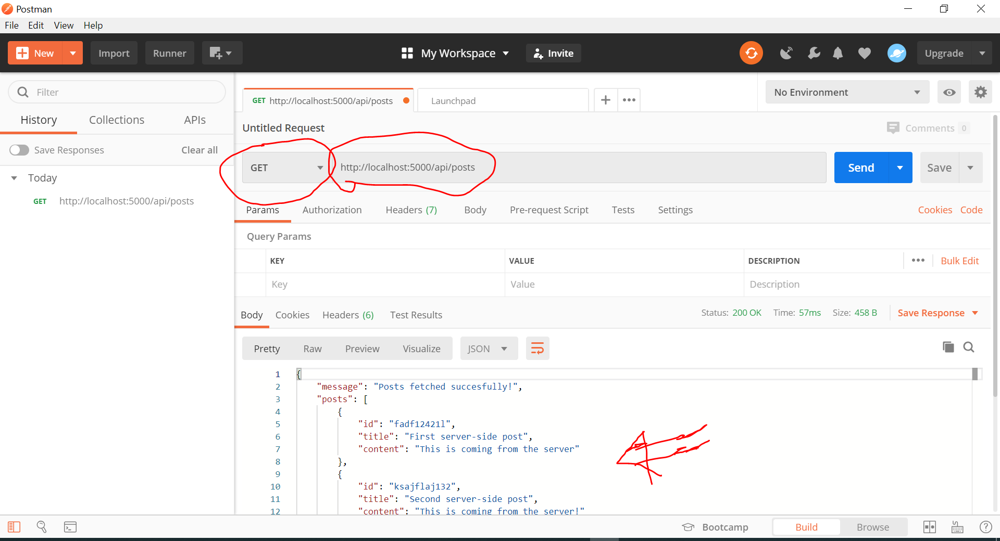 Postman
File Edit View Help
New Import Runner My Workspace Invite Upgrade
Filter
History Collections APIs
Save Responses Clear all
Today
GET http://localhost:5000/api/posts
GET http://localhost:5000/api/posts Launchpad + ••• No Environment
Untitled Request Comments 0
GET http://localhost:5000/api/posts Send Save
Params Authorization Headers (7) Body Pre-request Script Tests Settings Cookies Code
Query Params
KEY VALUE DESCRIPTION ••• Bulk Edit
Key Value Description
Body Cookies Headers (6) Test Results Status: 200 OK Time: 57ms Size: 458 B Save Response
Pretty Raw Preview Visualize JSON
1 {
2 "message": "Posts fetched succesfully!",
3 "posts": [
4 {
5 "id": "fadf12421l",
6 "title": "First server-side post",
7 "content": "This is coming from the server"
8 },
9 {
10 "id": "ksajflaj132",
11 "title": "Second server-side post",
12 "content": "This is coming from the server!"
Bootcamp Build Browse